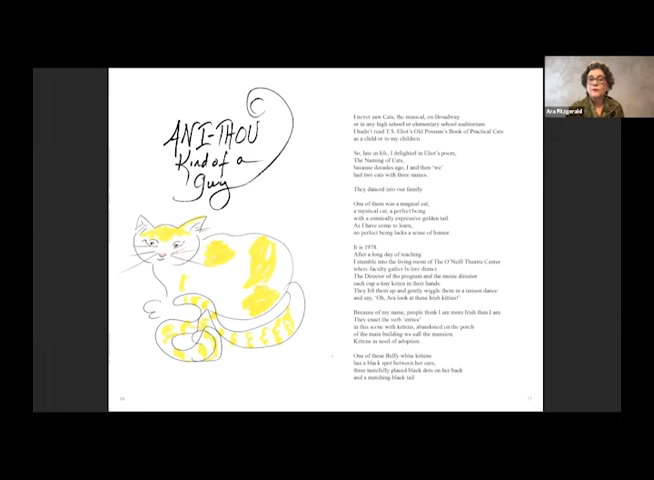 AN I-THOU
Kind of a
guy
I never saw Cats, the musical, on Broadway
or in any high school or elementary school auditorium.
I hadn't read T.S. Eliot's Old Possum's Book of Practical Cats
as a child or to my children.
So, late in life, I delighted in Eliot's poem,
The Naming of Cats,
because decades ago, I and then 'we'
had two cats with three names.
They danced into our family.
One of them was a magical cat,
a mystical cat, a perfect being
with a comically expressive golden tail.
As I have come to learn,
no perfect being lacks a sense of humor.
It is 1978.
After a long day of teaching
I stumble into the living room of The O'Neill Theatre Center
where faculty gather before dinner.
The Director of the program and the music director
each cup a tiny kitten in their hands.
They lift them up and gently wiggle them in a unison dance
and say, 'Oh, Ara look at these Irish kitties!'
Because of my name, people think I am more Irish than I am.
They enact the verb 'entice'
in this scene with kittens, abandoned on the porch
of the main building we call the mansion.
Kittens in need of adoption.
One of these fluffy white kittens
has a black spot between her ears,
three tastefully placed black dots on her back
and a matching black tail
16
17
Ara Fitzgerald